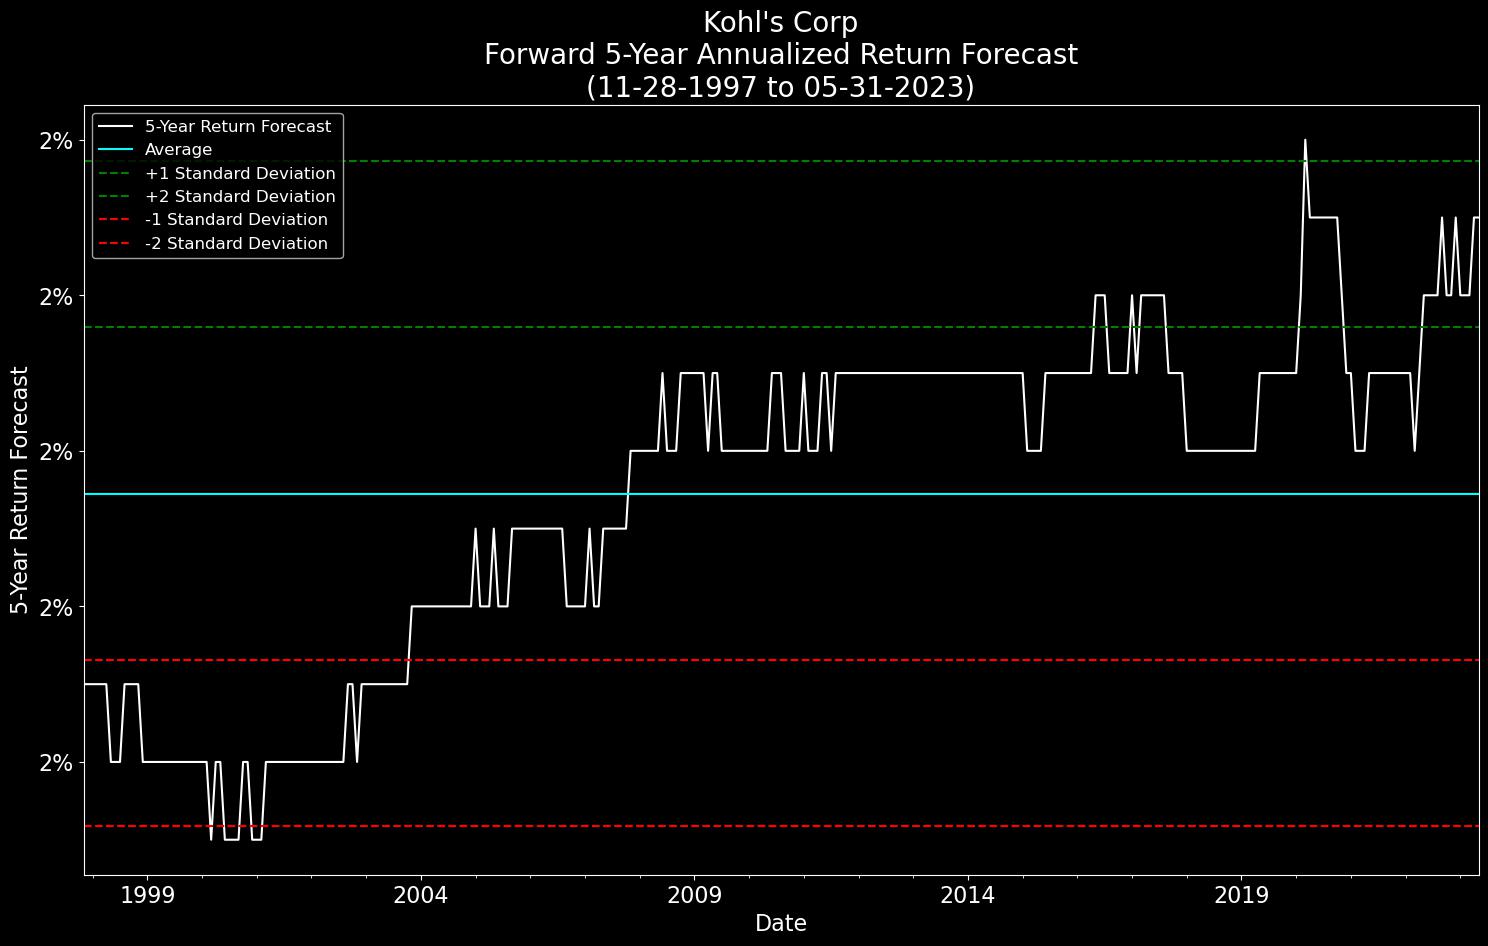 Kohl's Corp
Forward 5-Year Annualized Return Forecast
(11-28-1997 to 05-31-2023)
5-Year Return Forecast
Average
+1 Standard Deviation
+2 Standard Deviation
-1 Standard Deviation
-2 Standard Deviation
2%
2%
2%
2%
2%
5-Year Return Forecast
1999 2004 2009 2014 2019
Date